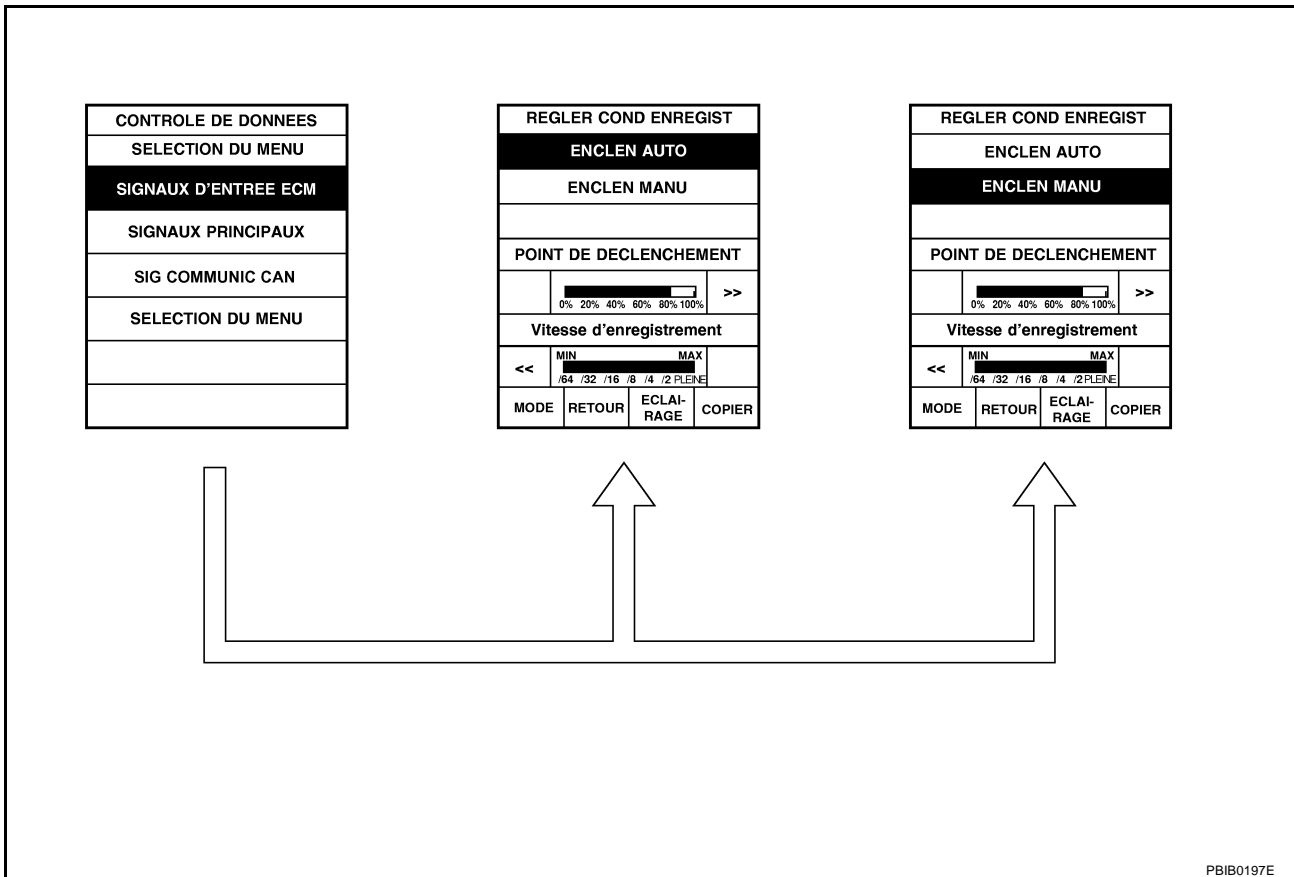 CONTROLE DE DONNEES
SELECTION DU MENU
SIGNAUX D'ENTREE ECM
SIGNAUX PRINCIPAUX
SIG COMMUNIC CAN
SELECTION DU MENU
REGLER COND ENREGIST
ENCLEN AUTO
ENCLEN MANU
POINT DE DECLENCHEMENT
0% 20% 40% 60% 80% 100%
>>
Vitesse d'enregistrement
MIN MAX
<<
/64 /32 /16 /8 /4 /2 PLEINE
MODE RETOUR ECLAI-
RAGE COPIER
REGLER COND ENREGIST
ENCLEN AUTO
ENCLEN MANU
POINT DE DECLENCHEMENT
0% 20% 40% 60% 80% 100%
>>
Vitesse d'enregistrement
MIN MAX
<<
/64 /32 /16 /8 /4 /2 PLEINE
MODE RETOUR ECLAI-
RAGE COPIER
PBIB0197E